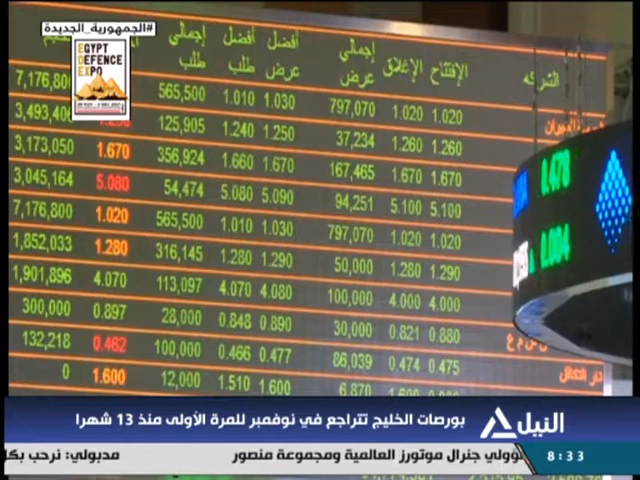 #الجمهورية_الجديدة
EGYPT
DEFENCE
EXPO
الشركة الإفتتاح الإغلاق إجمالي عرض أفضل عرض أفضل طلب إجمالي طلب
565,500 1.010 1.030 797,070 1.020 1.020
125,905 1.240 1.250 37,234 1.260 1.260
3,173,050 1.670 356,924 1.660 1.670 167,465 1.670 1.670
3,045,164 5.080 54,474 5.080 5.090 94,251 5.100 5.100
7,176,800 1.020 565,500 1.010 1.030 797,070 1.020 1.020
1,852,033 1.280 316,145 1.280 1.290 50,000 1.280 1.290
1,901,896 4.070 113,097 4.070 4.080 100,000 4.000 4.000
300,000 0.897 28,000 0.848 0.890 30,000 0.821 0.880
132,218 0.462 100,000 0.466 0.477 86,039 0.474 0.475
0 1.600 12,000 1.510 1.600 6,870
0.478
0.004
النيل
بورصات الخليج تتراجع في نوفمبر للمرة الأولى منذ 13 شهرا
وولي جنرال موتورز العالمية ومجموعة منصور مدبولي: نرحب بكل
8:33